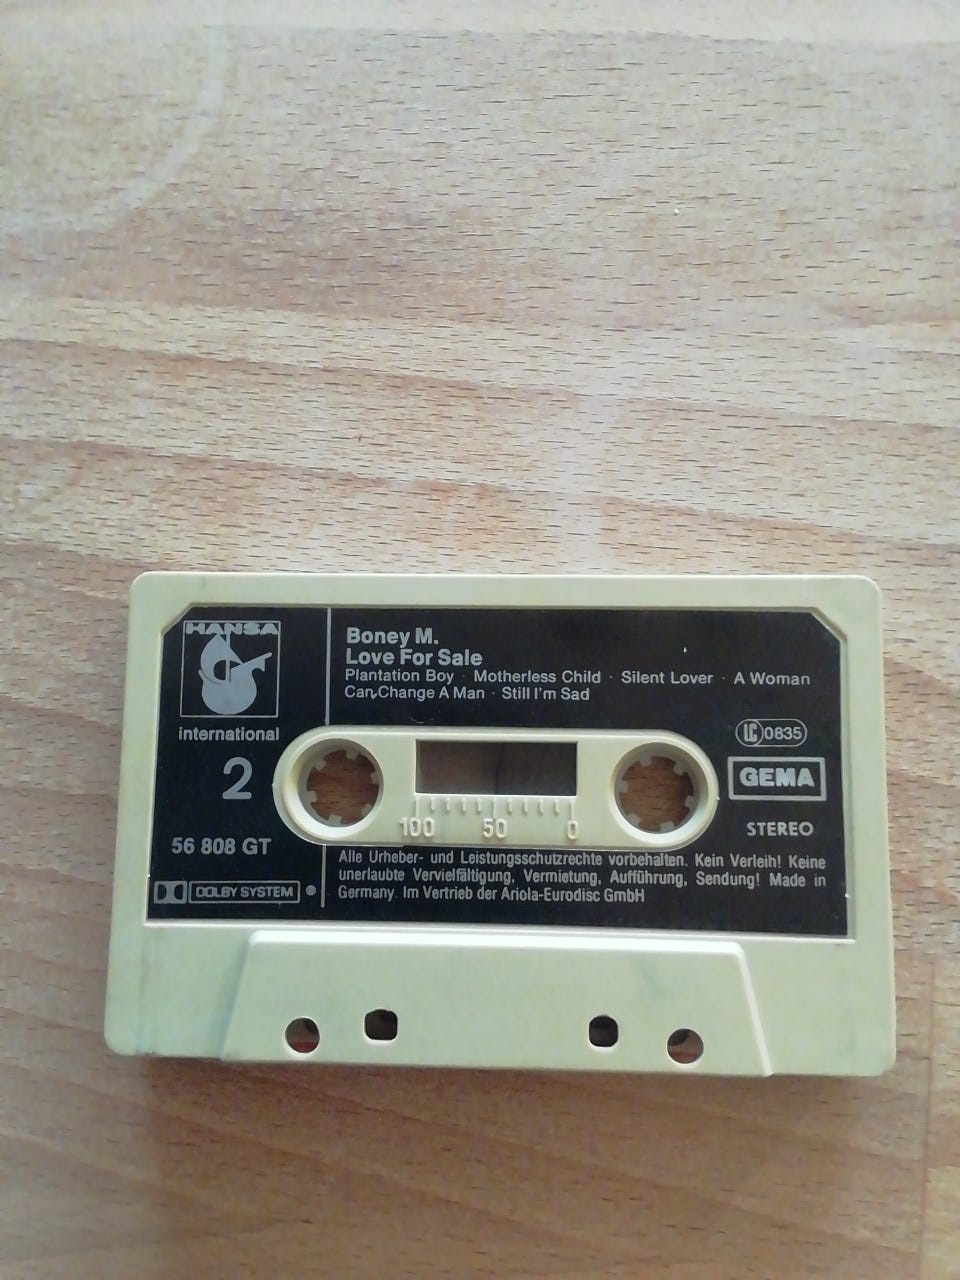 HANSA
international
2
56 808 GT
DOLBY SYSTEM
Boney M.
Love For Sale
Plantation Boy · Motherless Child · Silent Lover · A Woman
Can Change A Man · Still I'm Sad
LC 0835
GEMA
STEREO
100 50 0
Alle Urheber- und Leistungsschutzrechte vorbehalten. Kein Verleih! Keine
unerlaubte Vervielfältigung, Vermietung, Aufführung, Sendung! Made in
Germany. Im Vertrieb der Ariola-Eurodisc GmbH